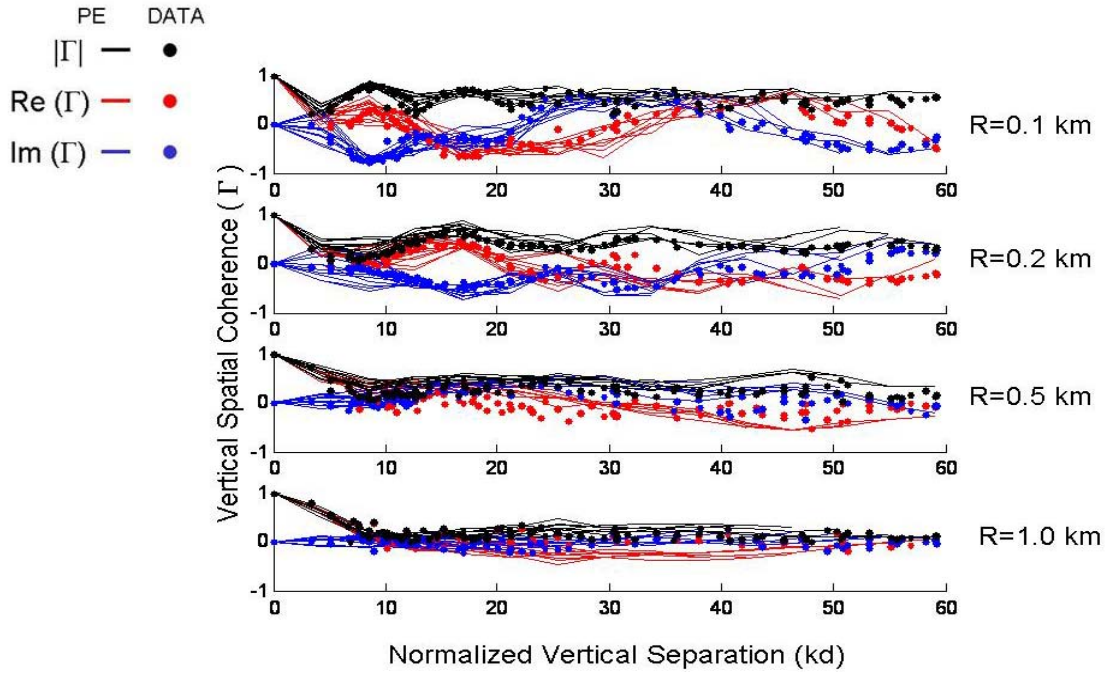 PE DATA
|Γ|
Re (Γ)
Im (Γ)
Vertical Spatial Coherence ( Γ )
1
0
-1
0 10 20 30 40 50 60
R=0.1 km
1
0
-1
0 10 20 30 40 50 60
R=0.2 km
1
0
-1
0 10 20 30 40 50 60
R=0.5 km
1
0
-1
0 10 20 30 40 50 60
R=1.0 km
Normalized Vertical Separation (kd)